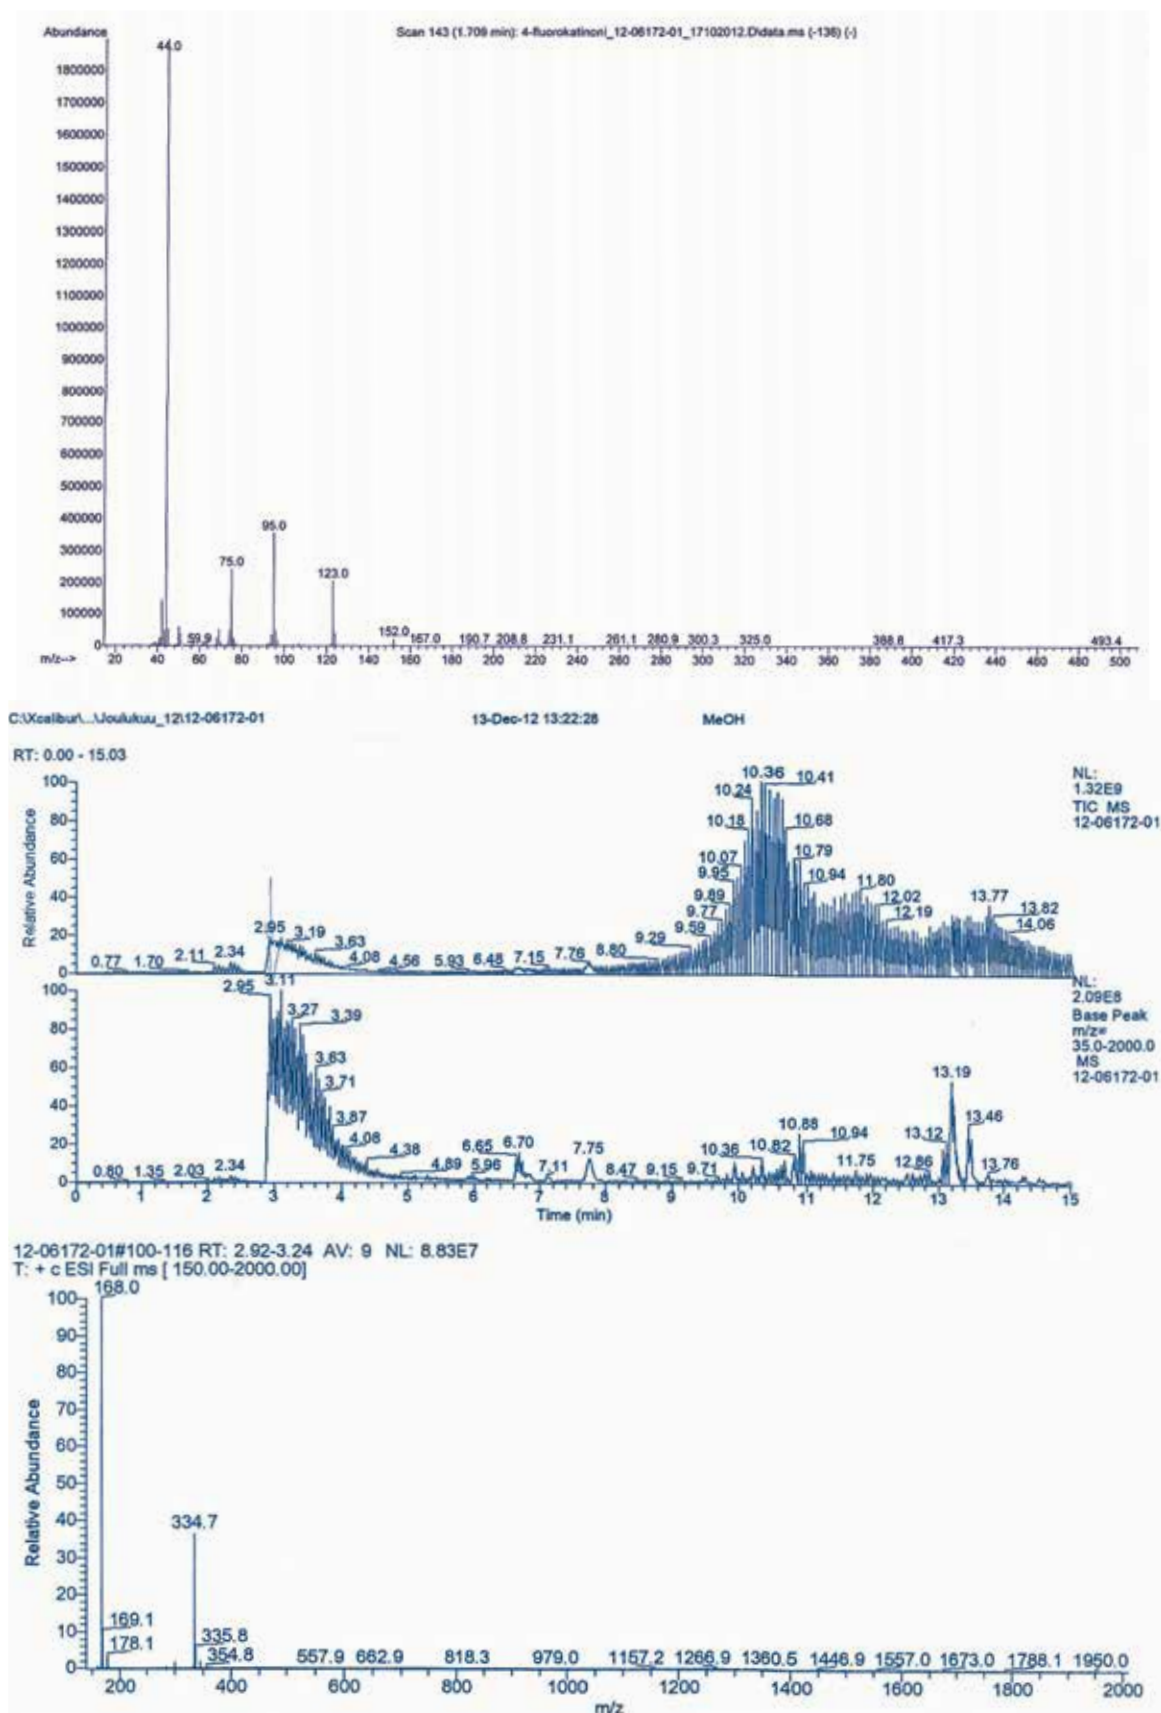 Abundance
Scan 143 (1.709 min): 4-fluorokatinoni_12-06172-01_17102012.D\data.ms (-136) (-)
44.0
1800000
1700000
1600000
1500000
1400000
1300000
1200000
1100000
1000000
900000
800000
700000
600000
500000
400000
300000
200000
100000
0
95.0
75.0
123.0
59.9 152.0 167.0 190.7 208.8 231.1 261.1 280.9 300.3 325.0 388.8 417.3 493.4
m/z--> 20 40 60 80 100 120 140 160 180 200 220 240 260 280 300 320 340 360 380 400 420 440 460 480 500
C:\Xcalibur\...\Joulukuu_12\12-06172-01 13-Dec-12 13:22:28 MeOH
RT: 0.00 - 15.03
NL:
1.32E9
TIC MS
12-06172-01
Relative Abundance
100
80
60
40
20
0
10.36 10.41
10.24
10.18 10.68
10.07 10.79
9.95 10.94 11.80
9.89 12.02
9.77 12.19 13.77
9.59 13.82
9.29 14.06
0.77 1.70 2.11 2.34 2.95 3.19 3.63 4.08 4.56 5.93 6.48 7.15 7.76 8.80
NL:
2.09E8
Base Peak
m/z=
35.0-2000.0
MS
12-06172-01
100
80
60
40
20
0
2.95 3.11
3.27 3.39
3.63
3.71
3.87
4.08
4.38
0.80 1.35 2.03 2.34 4.89 5.96 6.65 6.70 7.11 7.75 8.47 9.15 9.71 10.36 10.82 10.88 10.94 11.75 12.86 13.12 13.19 13.46 13.76
0 1 2 3 4 5 6 7 8 9 10 11 12 13 14 15
Time (min)
12-06172-01#100-116 RT: 2.92-3.24 AV: 9 NL: 8.83E7
T: + c ESI Full ms [ 150.00-2000.00]
Relative Abundance
100
90
80
70
60
50
40
30
20
10
0
168.0
334.7
169.1
178.1
335.8
354.8 557.9 662.9 818.3 979.0 1157.2 1266.9 1360.5 1446.9 1557.0 1673.0 1788.1 1950.0
200 400 600 800 1000 1200 1400 1600 1800 2000
m/z